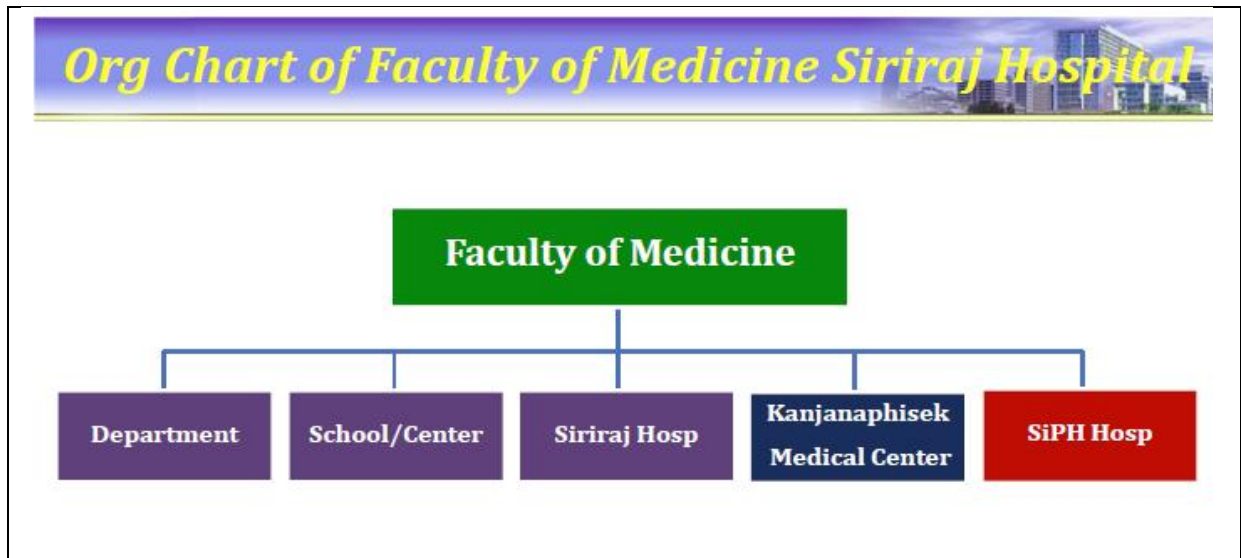 Org Chart of Faculty of Medicine Siriraj Hospital
Faculty of Medicine
Department
School/Center
Siriraj Hosp
Kanjanaphisek
Medical Center
SiPH Hosp